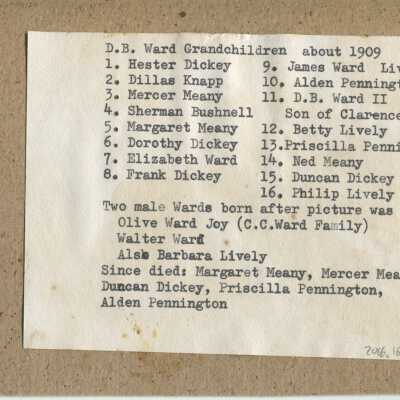 D.B. Ward Grandchildren about 1909
1. Hester Dickey 9. James Ward Liv
2. Dillas Knapp 10. Alden Penningt
3. Mercer Meany 11. D.B. Ward II
4. Sherman Bushnell Son of Clarence
5. Margaret Meany 12. Betty Lively
6. Dorothy Dickey 13.Priscilla Penni
7. Elizabeth Ward 14. Ned Meany
8. Frank Dickey 15. Duncan Dickey
16. Philip Lively
Two male Wards born after picture was
Olive Ward Joy (C.C.Ward Family)
Walter Ward
Also Barbara Lively
Since died: Margaret Meany, Mercer Mea
Duncan Dickey, Priscilla Pennington,
Alden Pennington
2016.16